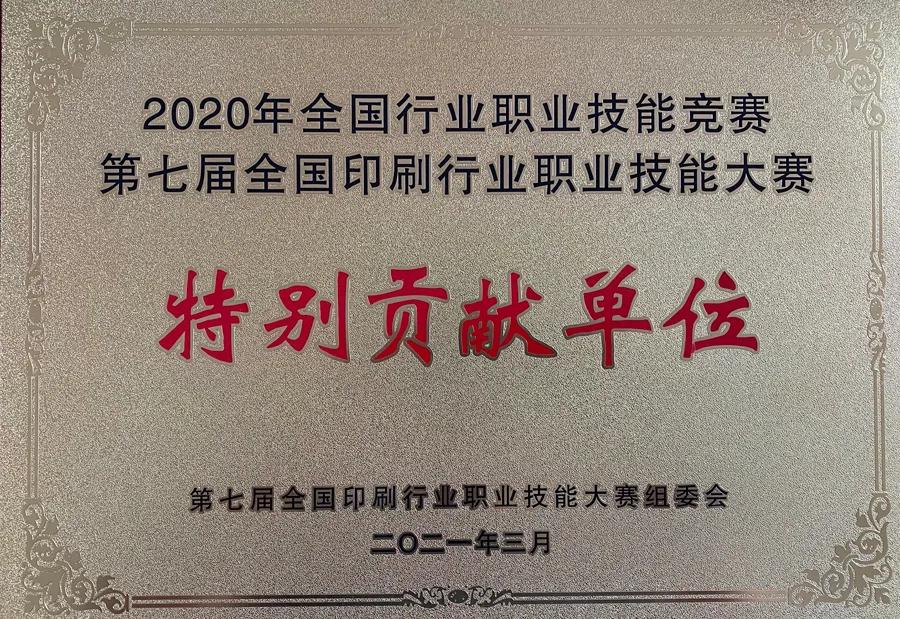 2020年全国行业职业技能竞赛
第七届全国印刷行业职业技能大赛
特别贡献单位
第七届全国印刷行业职业技能大赛组委会
二〇二一年三月